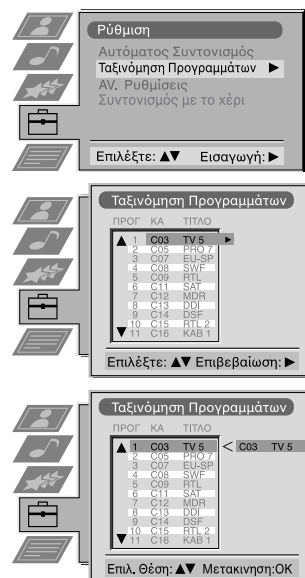 Ρύθμιση
Αυτόματος Συντονισμός
Ταξινόμηση Προγραμμάτων ▶
AV. Ρυθμίσεις
Συντονισμός με το χέρι
Επιλέξτε: ▲▼ Εισαγωγή: ▶
Ταξινόμηση Προγραμμάτων
ΠΡΟΓ ΚΑ ΤΙΤΛΟ
▲ 1 C03 TV 5 ▶
2 C05 PRO 7
3 C07 EU-SP
4 C08 SWF
5 C09 RTL
6 C11 SAT
7 C12 MDR
8 C13 DDI
9 C14 DSF
10 C15 RTL 2
▼ 11 C16 KAB 1
Επιλέξτε: ▲▼ Επιβεβαίωση: ▶
Ταξινόμηση Προγραμμάτων
ΠΡΟΓ ΚΑ ΤΙΤΛΟ
▲ 1 C03 TV 5 < C03 TV 5
2 C05 PRO 7
3 C07 EU-SP
4 C08 SWF
5 C09 RTL
6 C11 SAT
7 C12 MDR
8 C13 DDI
9 C14 DSF
10 C15 RTL 2
▼ 11 C16 KAB 1
Επιλ. Θέση: ▲▼ Μετακινηση:OK